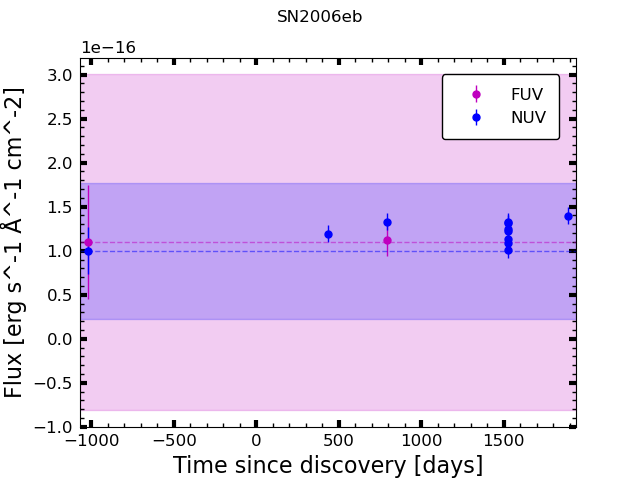 SN2006eb
1e−16
FUV
NUV
3.0
2.5
2.0
1.5
1.0
0.5
0.0
−0.5
−1.0
−1000 −500 0 500 1000 1500
Time since discovery [days]
Flux [erg s^-1 Å^-1 cm^-2]